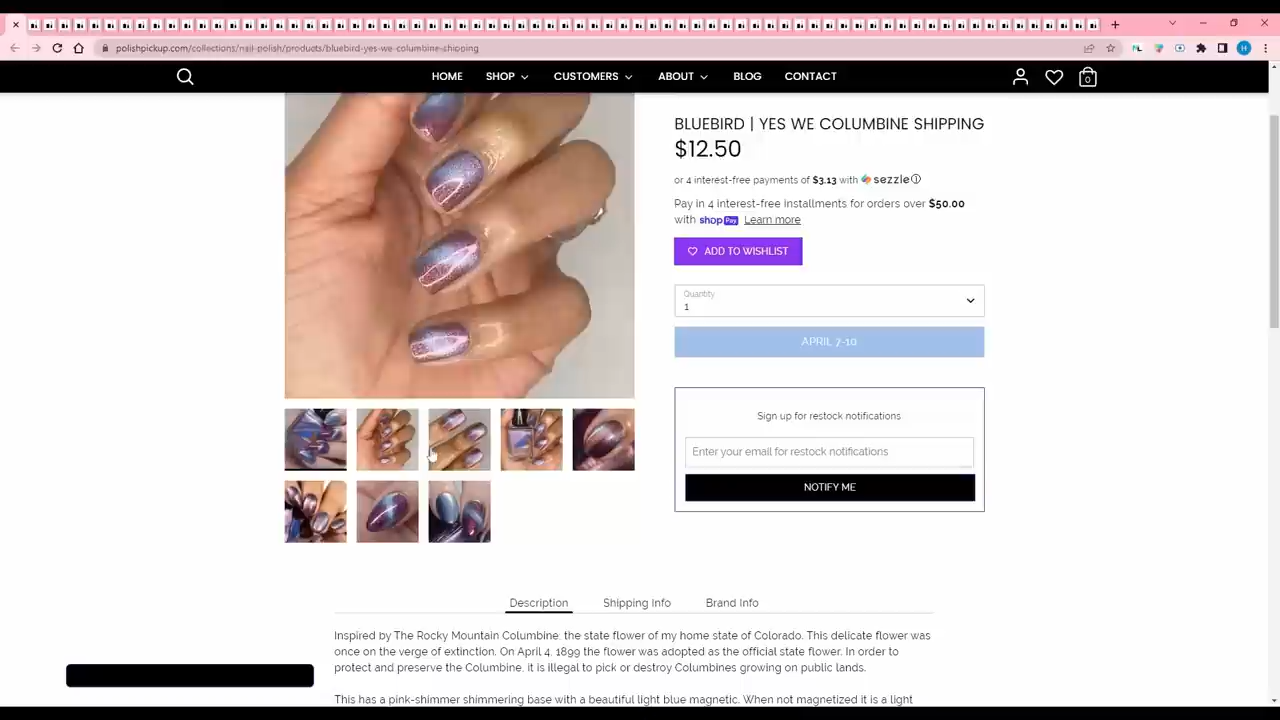 polishpickup.com/collections/nail-polish/products/bluebird-yes-we-columbine-shipping
HOME SHOP CUSTOMERS ABOUT BLOG CONTACT
0
BLUEBIRD | YES WE COLUMBINE SHIPPING
$12.50
or 4 interest-free payments of $3.13 with sezzle
Pay in 4 interest-free installments for orders over $50.00
with shop Pay Learn more
ADD TO WISHLIST
Quantity
1
APRIL 7-10
Sign up for restock notifications
Enter your email for restock notifications
NOTIFY ME
Description Shipping Info Brand Info
Inspired by The Rocky Mountain Columbine, the state flower of my home state of Colorado. This delicate flower was
once on the verge of extinction. On April 4, 1899 the flower was adopted as the official state flower. In order to
protect and preserve the Columbine, it is illegal to pick or destroy Columbines growing on public lands.
This has a pink-shimmer shimmering base with a beautiful light blue magnetic. When not magnetized it is a light